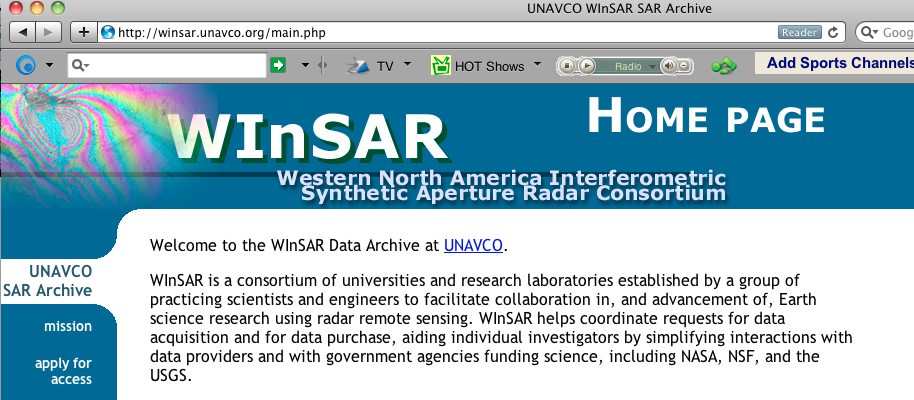 UNAVCO WInSAR SAR Archive
http://winsar.unavco.org/main.php
Reader
Goog
TV
HOT Shows
Radio
Add Sports Channels
WInSAR
HOME PAGE
Western North America Interferometric
Synthetic Aperture Radar Consortium
Welcome to the WInSAR Data Archive at UNAVCO.
UNAVCO
SAR Archive
mission
apply for
access
WInSAR is a consortium of universities and research laboratories established by a group of
practicing scientists and engineers to facilitate collaboration in, and advancement of, Earth
science research using radar remote sensing. WInSAR helps coordinate requests for data
acquisition and for data purchase, aiding individual investigators by simplifying interactions with
data providers and with government agencies funding science, including NASA, NSF, and the
USGS.